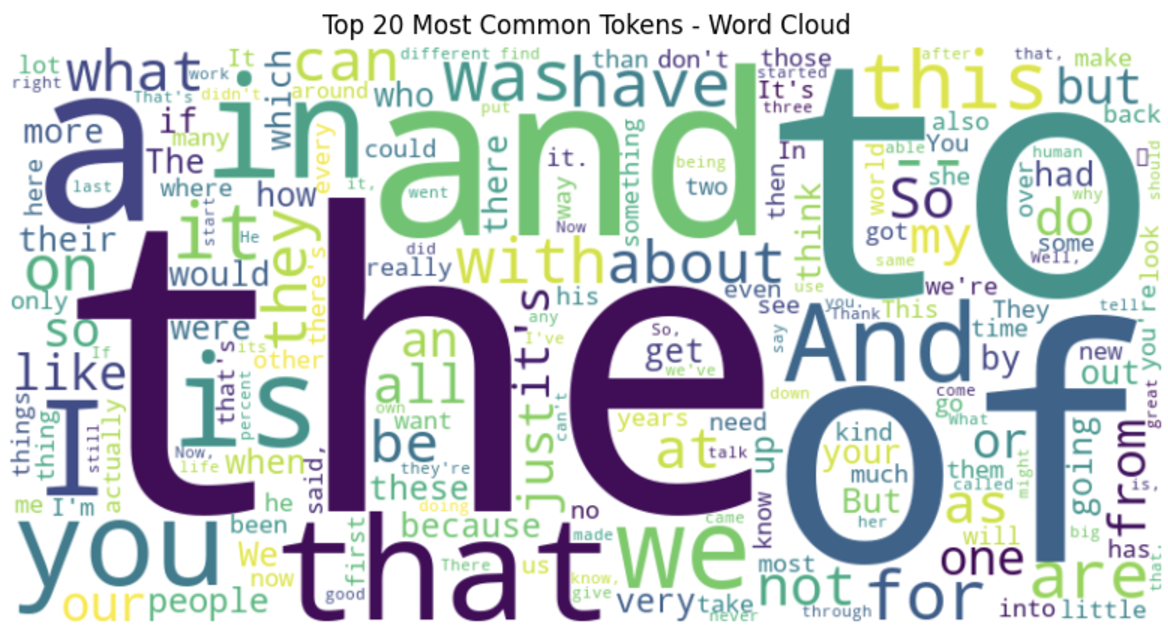 Top 20 Most Common Tokens - Word Cloud
lot what work It which can different find was have than don't those started It's three this after that, but make back
right That's didn't around who put
a in and to
more if many The here last where how every could it, went there it. way Now something being two In then able You -- she also world So human had over why do some Well, should
their it start He they would did really with about think got my same use
on only so were the there's other its If is that's percent
his even see we're look you're
like an all own want just it's any I've can't So, get we've years at need talk down say you. Thank This And They time by tell new out
I things thing still actually Now, life when be they're these doing kind your much But her of or them called go what come as might going great from is,
me I'm said, he been because no up know
you We now our people first good that There us made know, give we came very take never most not through for one will into has big are little that.